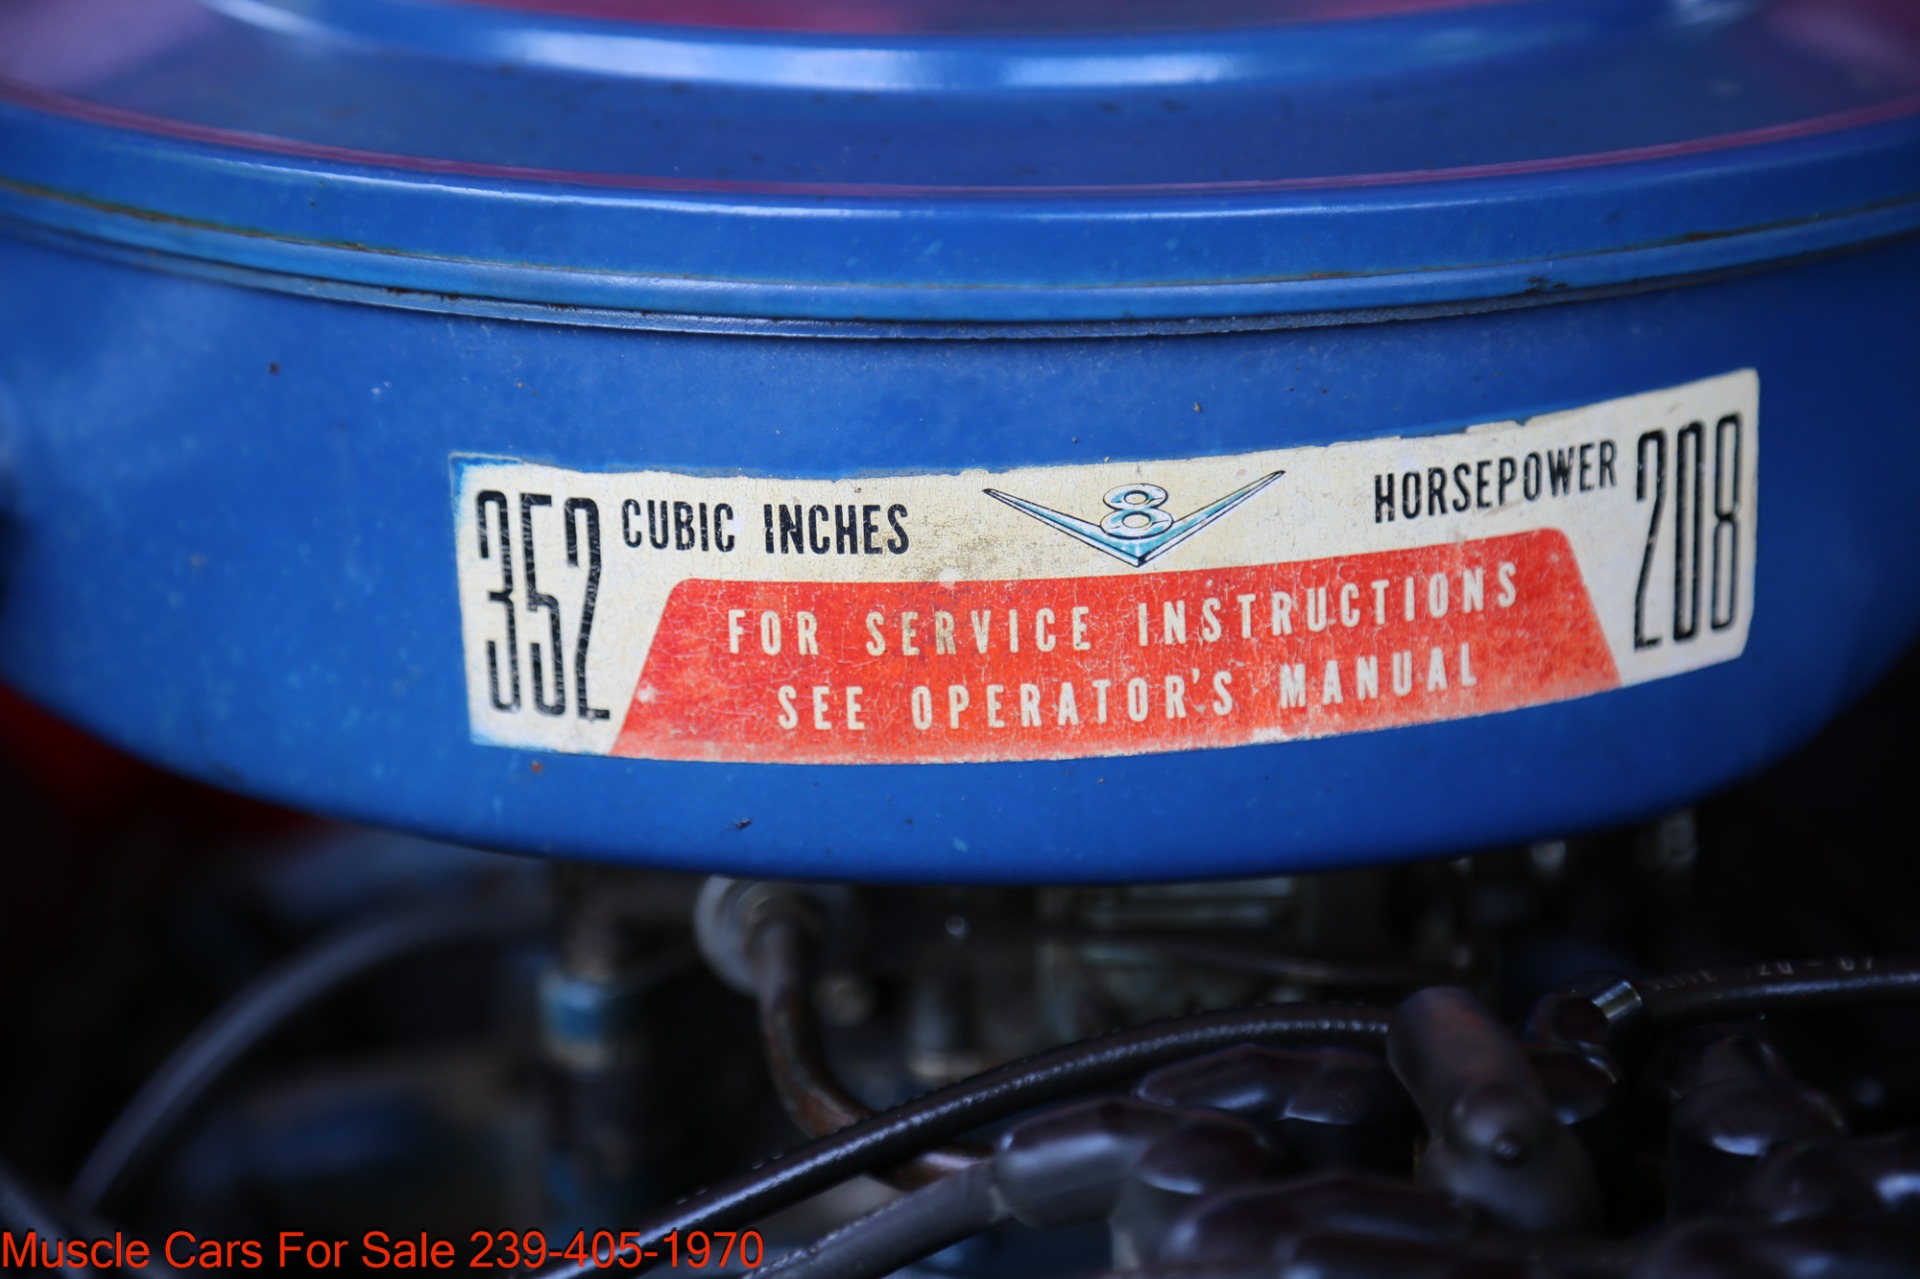 352 CUBIC INCHES 8 HORSEPOWER 208
FOR SERVICE INSTRUCTIONS
SEE OPERATOR'S MANUAL
Muscle Cars For Sale 239-405-1970